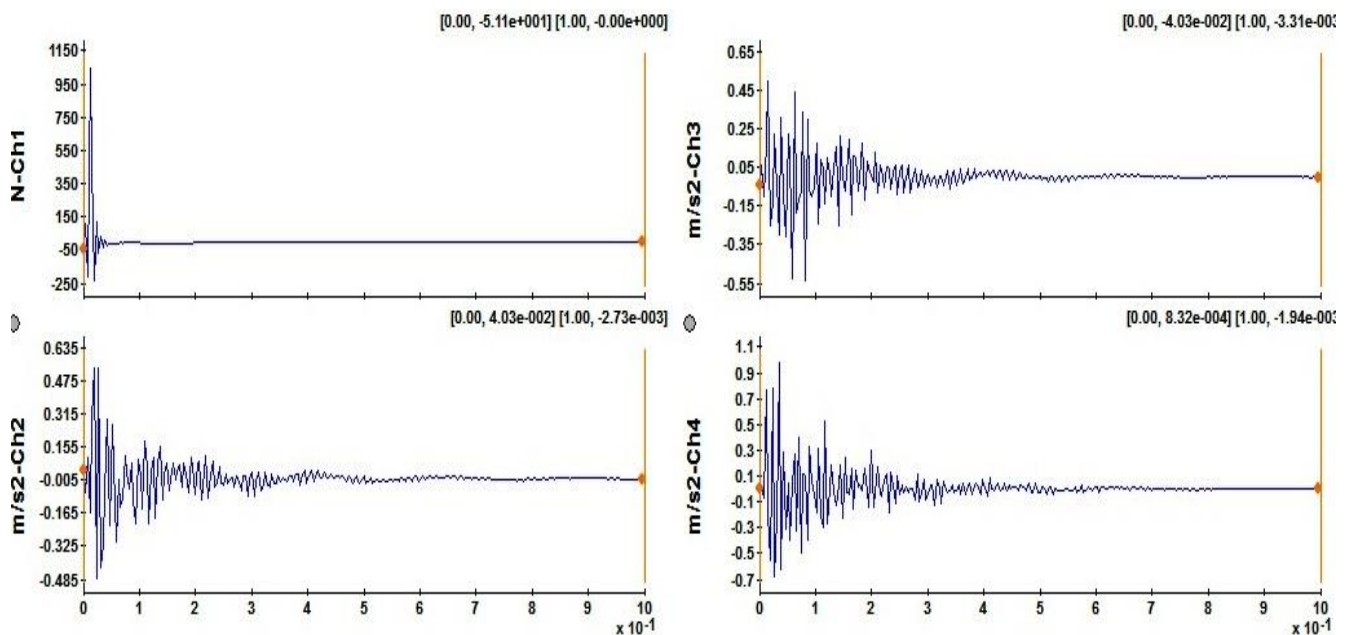 [0.00, -5.11e+001] [1.00, -0.00e+000]
N-Ch1
1150
950
750
550
350
150
-50
-250
[0.00, -4.03e-002] [1.00, -3.31e-003
m/s2-Ch3
0.65
0.45
0.25
0.05
-0.15
-0.35
-0.55
[0.00, 4.03e-002] [1.00, -2.73e-003]
m/s2-Ch2
0.635
0.475
0.315
0.155
-0.005
-0.165
-0.325
-0.485
0 1 2 3 4 5 6 7 8 9 10
x 10-1
[0.00, 8.32e-004] [1.00, -1.94e-003
m/s2-Ch4
1.1
0.9
0.7
0.5
0.3
0.1
-0.1
-0.3
-0.5
-0.7
0 1 2 3 4 5 6 7 8 9 10
x 10-1